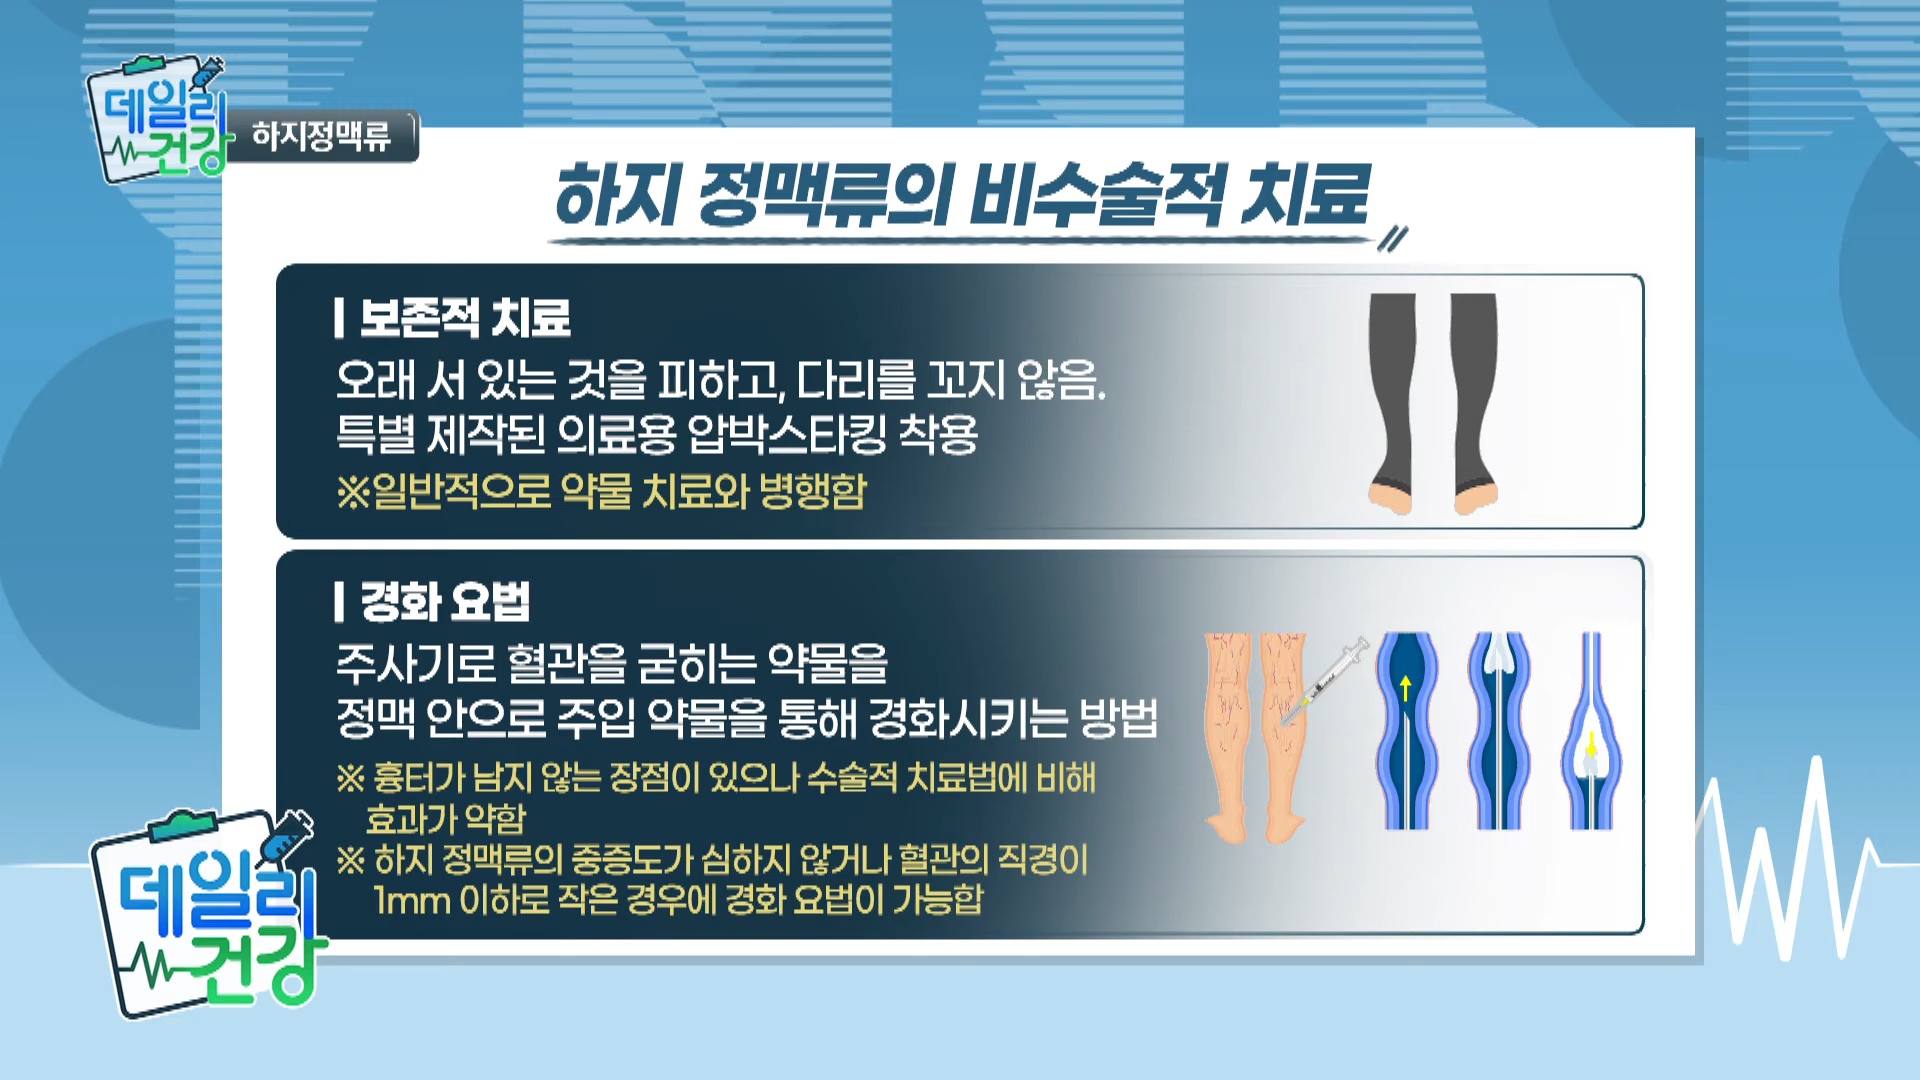 데일리
건강
하지정맥류
하지 정맥류의 비수술적 치료
보존적 치료
오래 서 있는 것을 피하고, 다리를 꼬지 않음.
특별 제작된 의료용 압박스타킹 착용
※일반적으로 약물 치료와 병행함
경화 요법
주사기로 혈관을 굳히는 약물을
정맥 안으로 주입 약물을 통해 경화시키는 방법
※ 흉터가 남지 않는 장점이 있으나 수술적 치료법에 비해
효과가 약함
※ 하지 정맥류의 중증도가 심하지 않거나 혈관의 직경이
1mm 이하로 작은 경우에 경화 요법이 가능합
데일리
건강